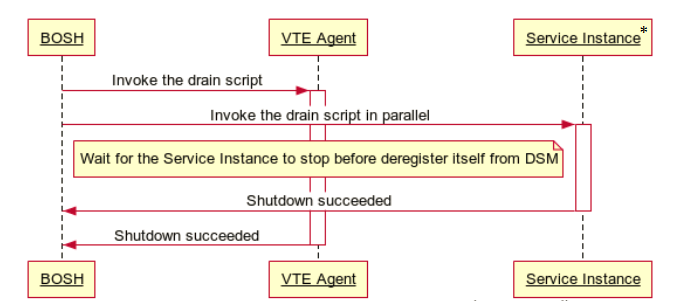 BOSH
VTE Agent
Service Instance*
Invoke the drain script
Invoke the drain script in parallel
Wait for the Service Instance to stop before deregister itself from DSM
Shutdown succeeded
Shutdown succeeded
BOSH
VTE Agent
Service Instance